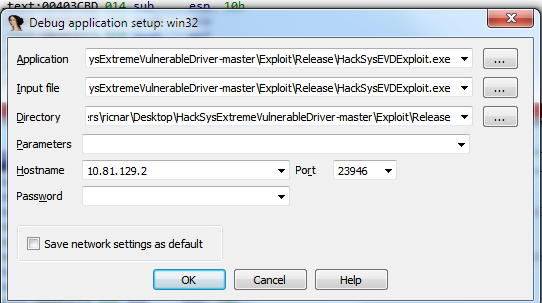 text:00403CBD 014 sub esp, 10h
Debug application setup: win32
Application ysExtremeVulnerableDriver-master\Exploit\Release\HackSysEVDExploit.exe ...
Input file ysExtremeVulnerableDriver-master\Exploit\Release\HackSysEVDExploit.exe ...
Directory ers\ricnar\Desktop\HackSysExtremeVulnerableDriver-master\Exploit\Release ...
Parameters
Hostname 10.81.129.2 Port 23946
Password
Save network settings as default
OK Cancel Help